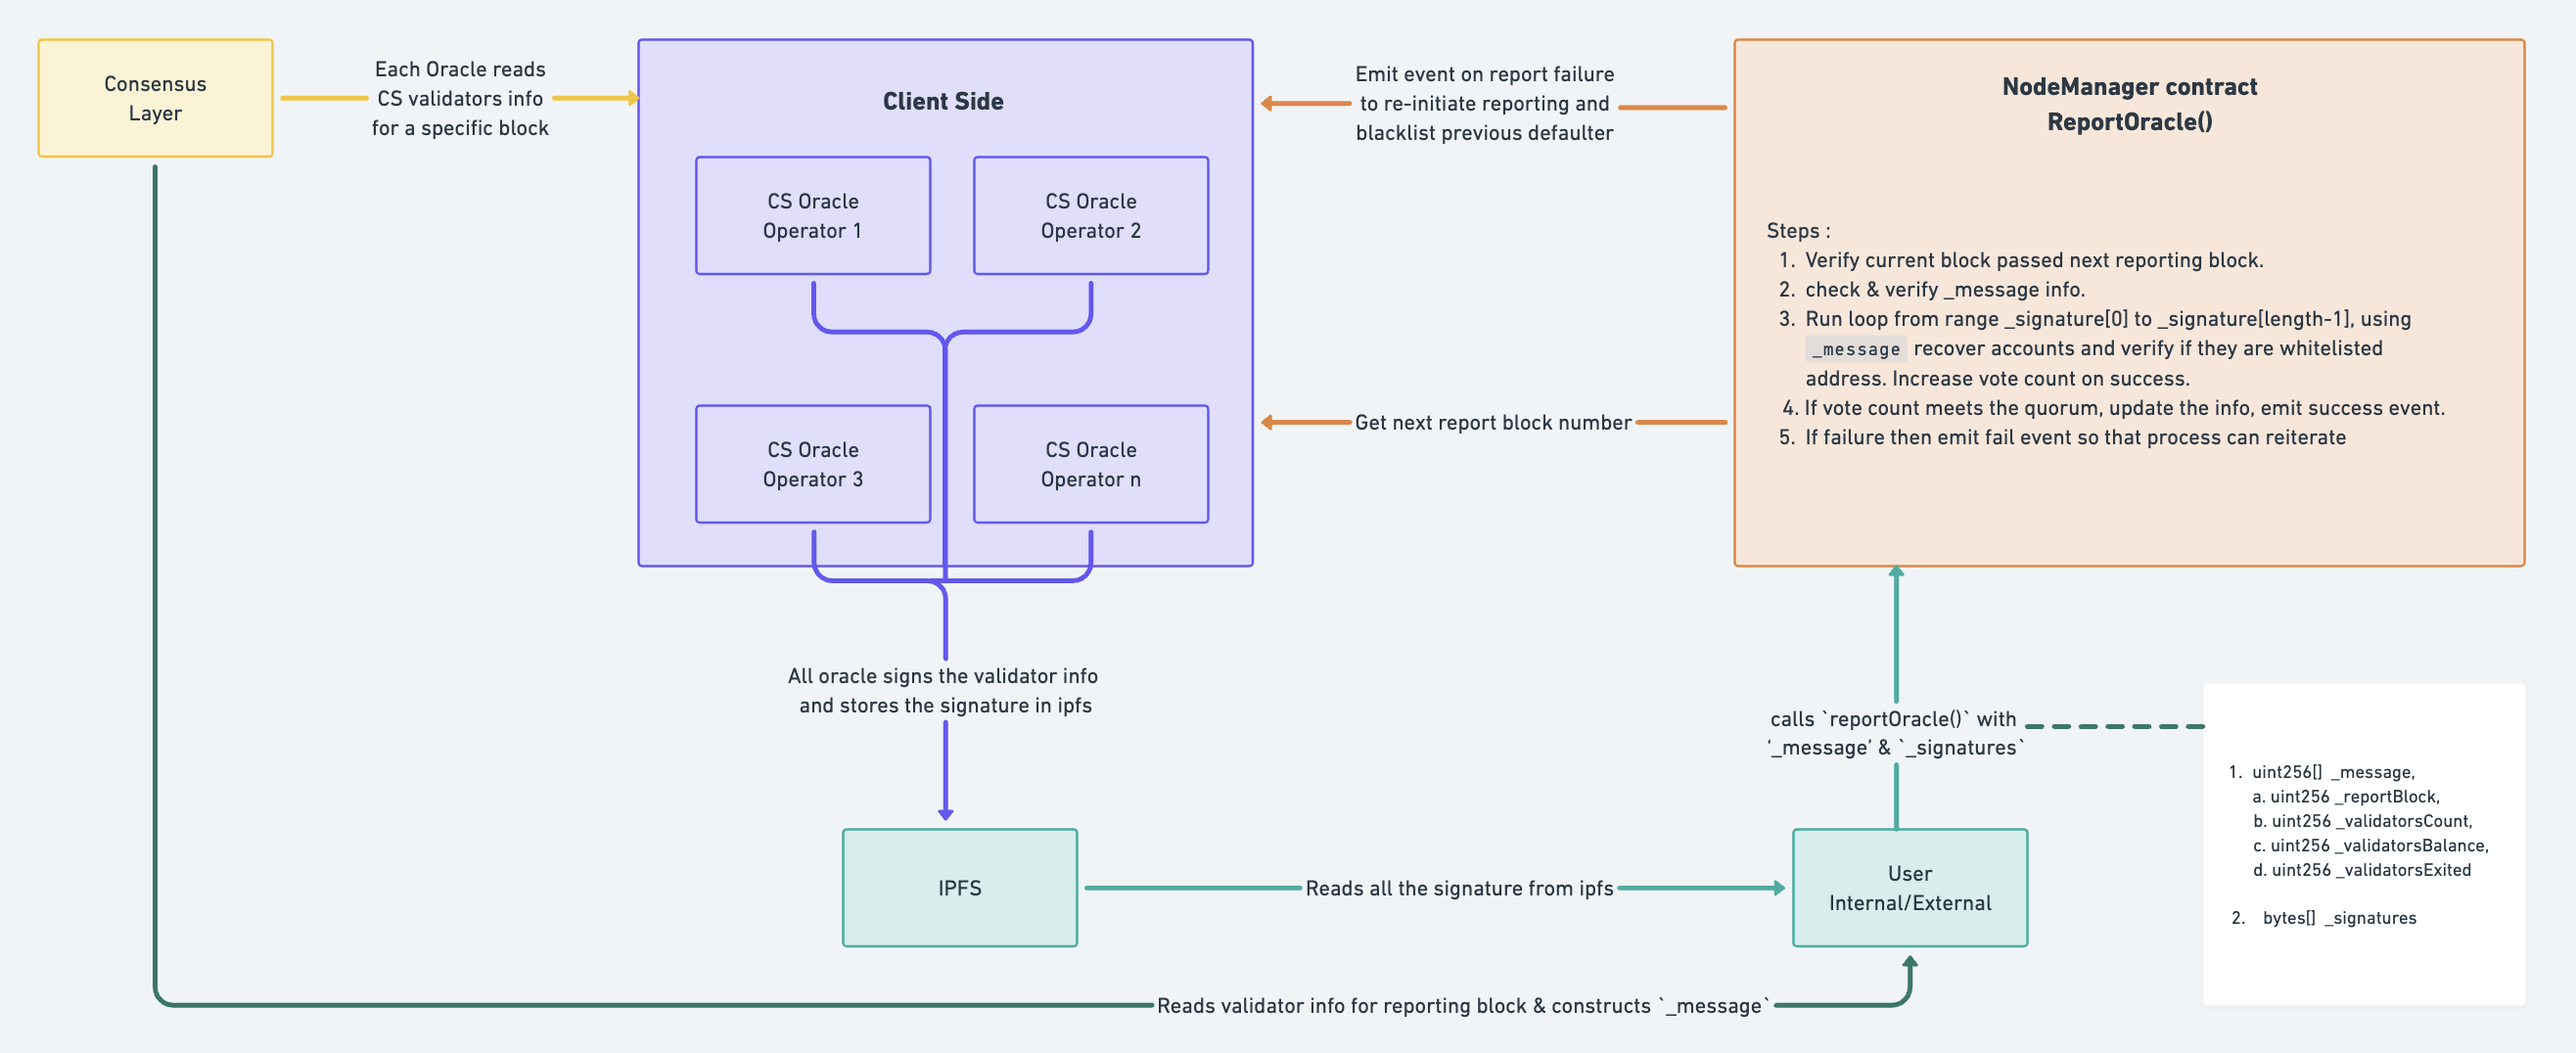 Consensus
Layer
Each Oracle reads
CS validators info
for a specific block
Client Side
CS Oracle
Operator 1
CS Oracle
Operator 2
CS Oracle
Operator 3
CS Oracle
Operator n
Emit event on report failure
to re-initiate reporting and
blacklist previous defaulter
Get next report block number
NodeManager contract
ReportOracle()
Steps :
1. Verify current block passed next reporting block.
2. check & verify _message info.
3. Run loop from range _signature[0] to _signature[length-1], using
_message recover accounts and verify if they are whitelisted
address. Increase vote count on success.
4. If vote count meets the quorum, update the info, emit success event.
5. If failure then emit fail event so that process can reiterate
All oracle signs the validator info
and stores the signature in ipfs
calls `reportOracle()` with
‘_message’ & `_signatures`
1. uint256[] _message,
a. uint256 _reportBlock,
b. uint256 _validatorsCount,
c. uint256 _validatorsBalance,
d. uint256 _validatorsExited
2. bytes[] _signatures
IPFS
Reads all the signature from ipfs
User
Internal/External
Reads validator info for reporting block & constructs `_message`